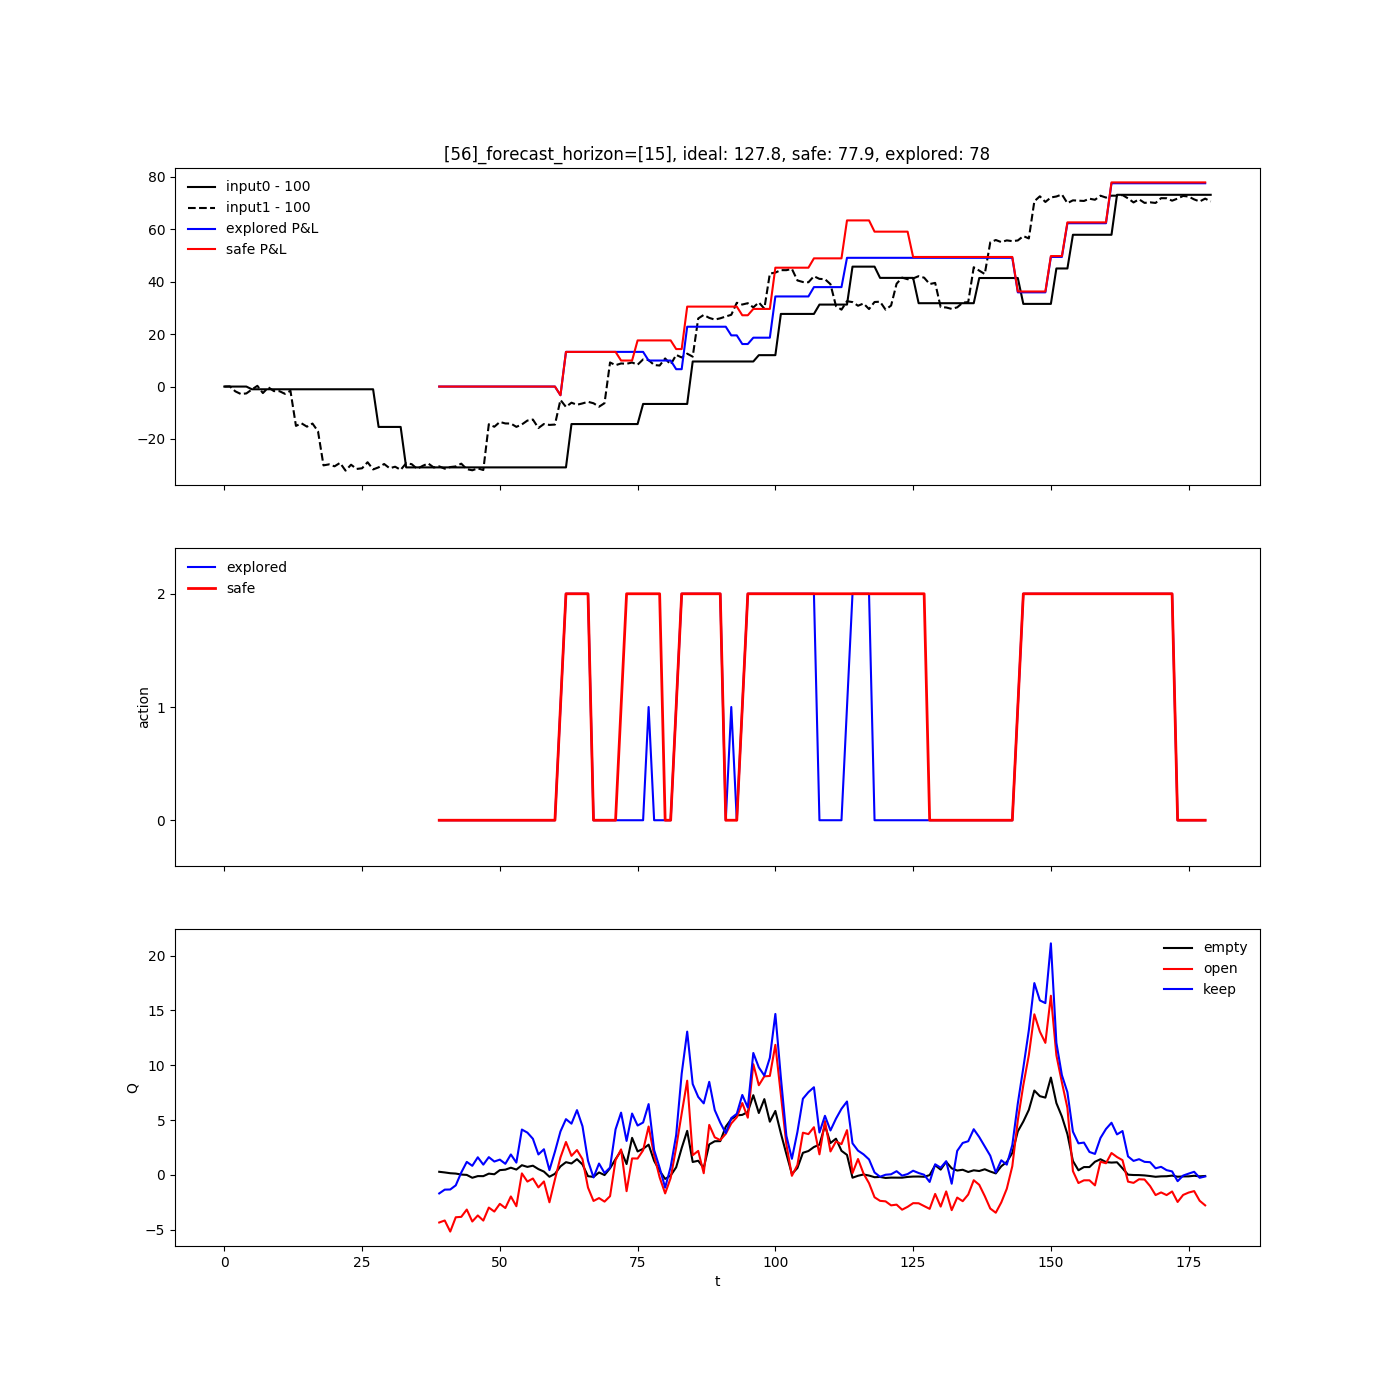 [56]_forecast_horizon=[15], ideal: 127.8, safe: 77.9, explored: 78
80
60
40
20
0
−20
input0 - 100
input1 - 100
explored P&L
safe P&L
2
1
0
action
explored
safe
20
15
10
5
0
−5
Q
empty
open
keep
0 25 50 75 100 125 150 175
t